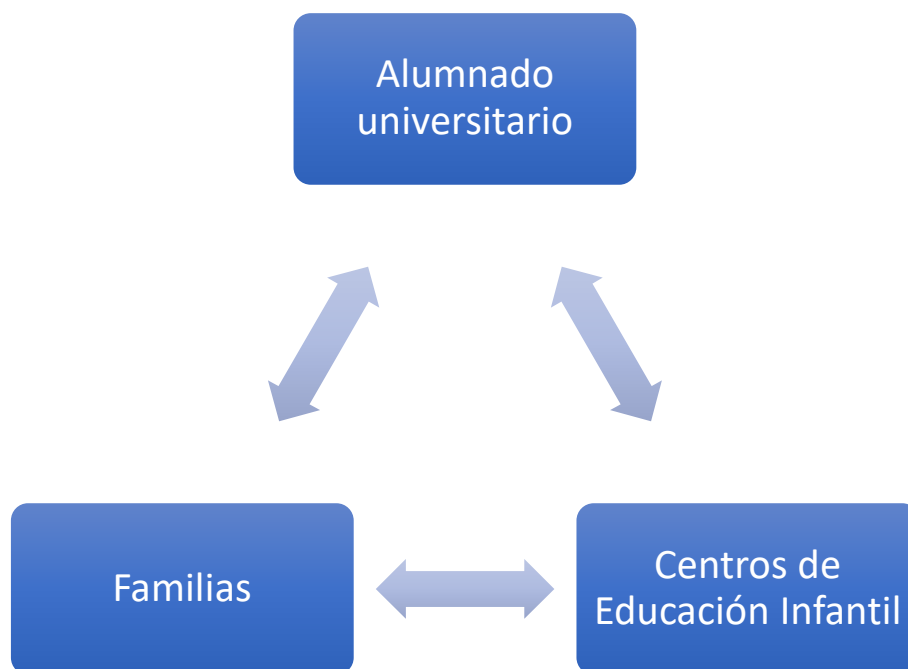 Alumnado
universitario
Familias
Centros de
Educación Infantil